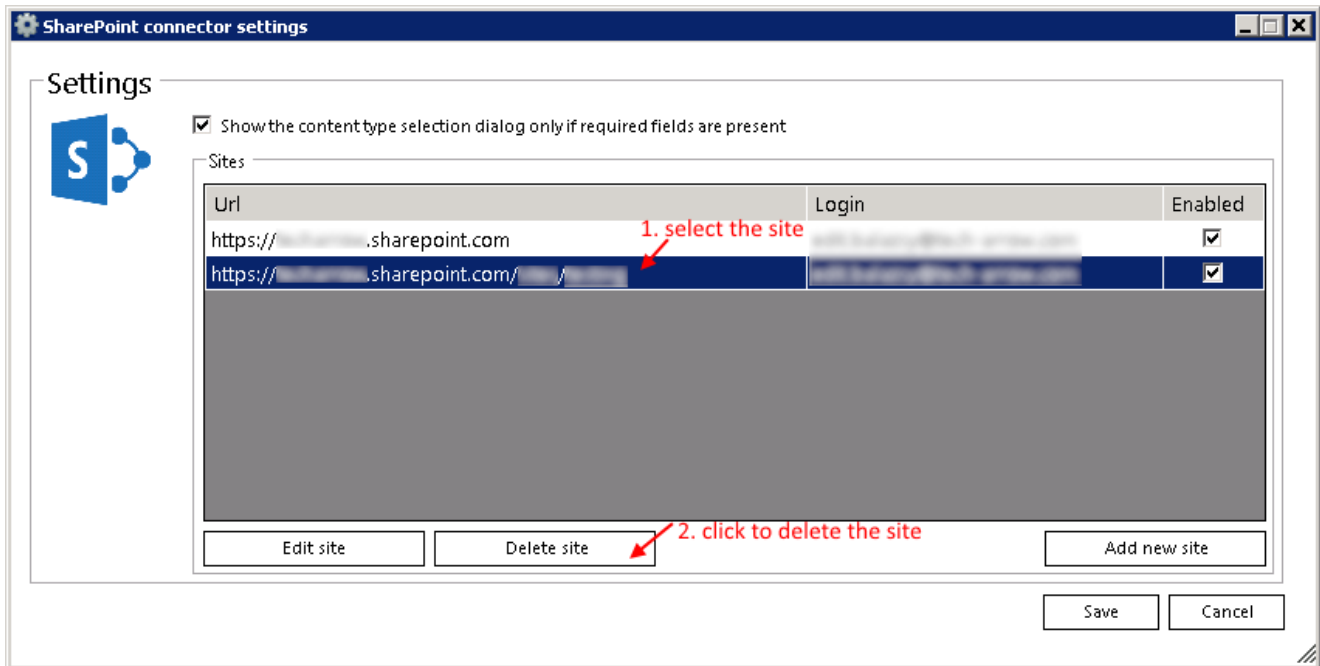 SharePoint connector settings
Settings
S
Show the content type selection dialog only if required fields are present
Sites
Url Login Enabled
1. select the site
https:// .sharepoint.com
https:// .sharepoint.com/ /
2. click to delete the site
Edit site Delete site Add new site
Save Cancel